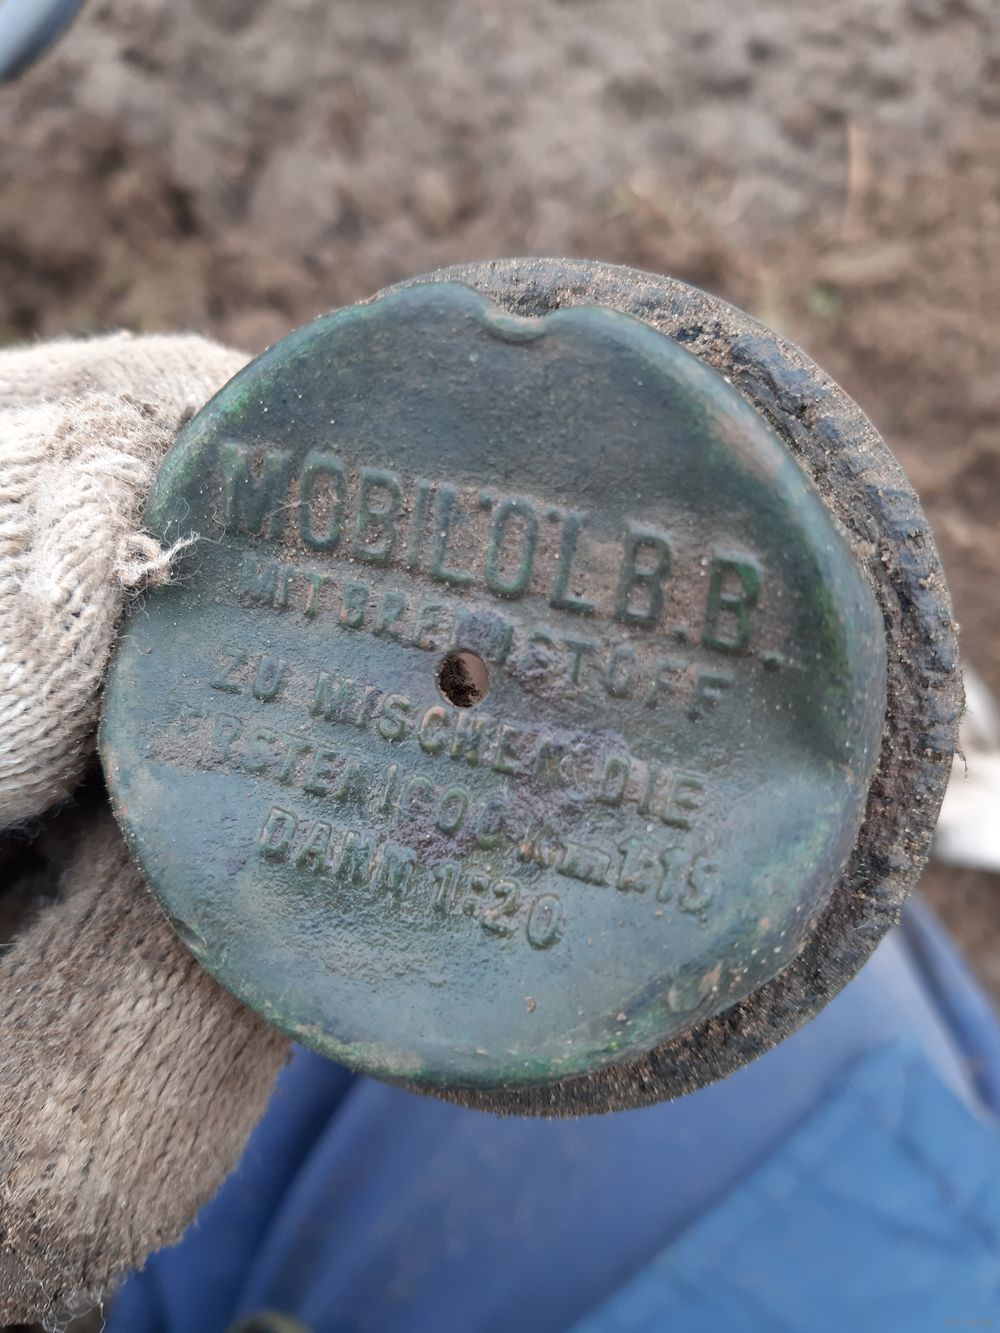 MOBILÖL B.B.
MIT BRENNSTOFF
ZU MISCHEN DIE
ERSTEN 1000 Km 1:15
DANN 1:20